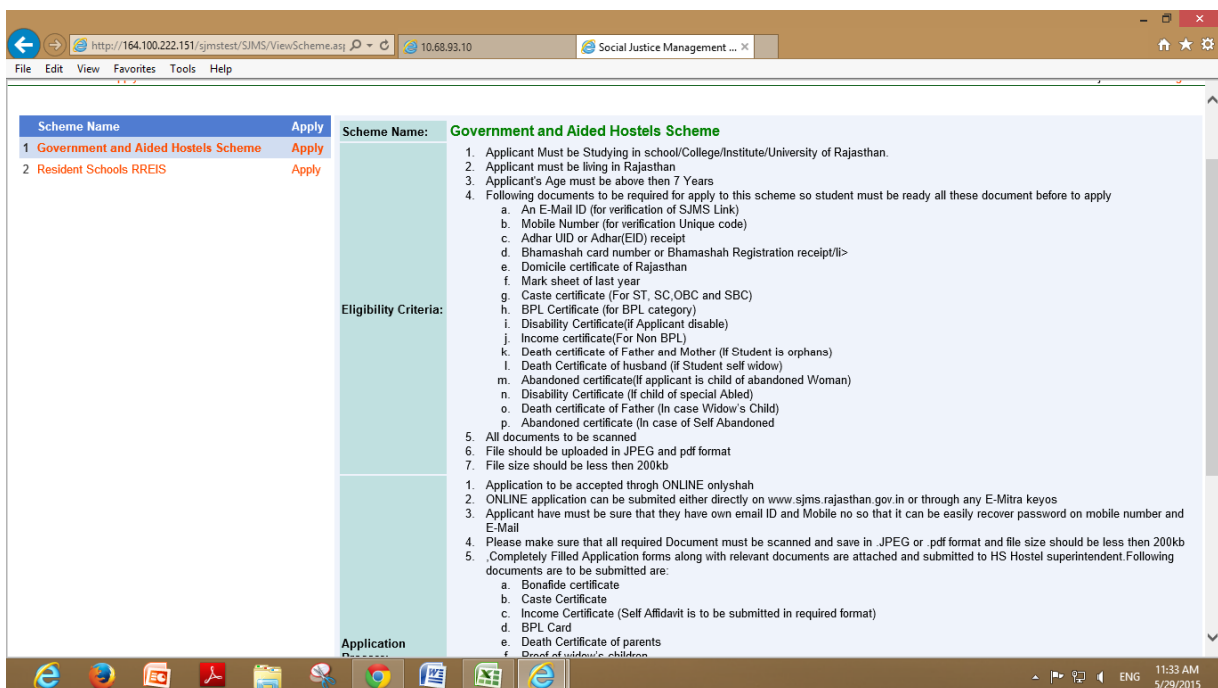 http://164.100.222.151/sjmstest/SJMS/ViewScheme.as
10.68.93.10
Social Justice Management ...
File Edit View Favorites Tools Help
Scheme Name Apply
1 Government and Aided Hostels Scheme Apply
2 Resident Schools RREIS Apply
Scheme Name: Government and Aided Hostels Scheme
Eligibility Criteria:
1. Applicant Must be Studying in school/College/Institute/University of Rajasthan.
2. Applicant must be living in Rajasthan
3. Applicant's Age must be above then 7 Years
4. Following documents to be required for apply to this scheme so student must be ready all these document before to apply
a. An E-Mail ID (for verification of SJMS Link)
b. Mobile Number (for verification Unique code)
c. Adhar UID or Adhar(EID) receipt
d. Bhamashah card number or Bhamashah Registration receipt/li>
e. Domicile certificate of Rajasthan
f. Mark sheet of last year
g. Caste certificate (For ST, SC,OBC and SBC)
h. BPL Certificate (for BPL category)
i. Disability Certificate(if Applicant disable)
j. Income certificate(For Non BPL)
k. Death certificate of Father and Mother (If Student is orphans)
l. Death Certificate of husband (if Student self widow)
m. Abandoned certificate(If applicant is child of abandoned Woman)
n. Disability Certificate (If child of special Abled)
o. Death certificate of Father (In case Widow's Child)
p. Abandoned certificate (In case of Self Abandoned
5. All documents to be scanned
6. File should be uploaded in JPEG and pdf format
7. File size should be less then 200kb
Application
1. Application to be accepted throgh ONLINE onlyshah
2. ONLINE application can be submited either directly on www.sjms.rajasthan.gov.in or through any E-Mitra keyos
3. Applicant have must be sure that they have own email ID and Mobile no so that it can be easily recover password on mobile number and
E-Mail
4. Please make sure that all required Document must be scanned and save in .JPEG or .pdf format and file size should be less then 200kb
5. ,Completely Filled Application forms along with relevant documents are attached and submitted to HS Hostel superintendent.Following
documents are to be submitted are:
a. Bonafide certificate
b. Caste Certificate
c. Income Certificate (Self Affidavit is to be submitted in required format)
d. BPL Card
e. Death Certificate of parents
f. Proof of widow's children
ENG
11:33 AM
5/29/2015